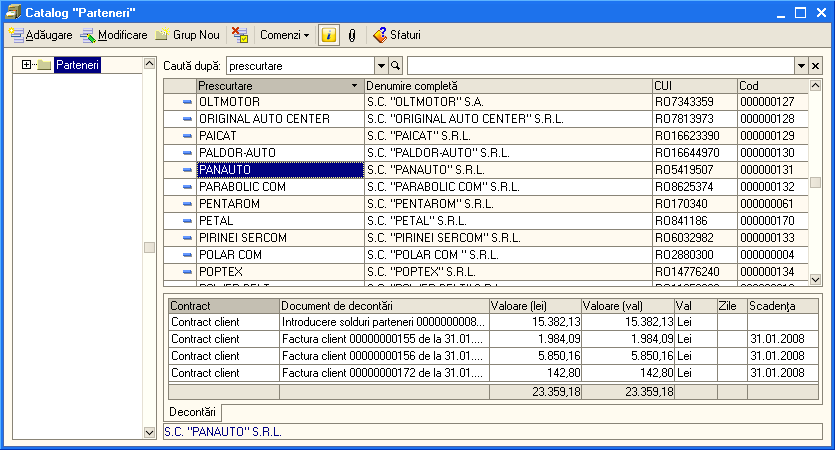 Catalog "Parteneri"
Adăugare Modificare Grup Nou Comenzi Sfaturi
Parteneri
Caută după: prescurtare
Prescurtare Denumire completă CUI Cod
OLTMOTOR S.C. "OLTMOTOR" S.A. RO7343359 000000127
ORIGINAL AUTO CENTER S.C. "ORIGINAL AUTO CENTER" S.R.L. RO7813973 000000128
PAICAT S.C. "PAICAT" S.R.L. RO16623390 000000129
PALDOR-AUTO S.C. "PALDOR-AUTO" S.R.L. RO16644970 000000130
PANAUTO S.C. "PANAUTO" S.R.L. RO5419507 000000131
PARABOLIC COM S.C. "PARABOLIC COM" S.R.L. RO8625374 000000132
PENTAROM S.C. "PENTAROM" S.R.L. RO170340 000000061
PETAL S.C. "PETAL" S.R.L. RO841186 000000170
PIRINEI SERCOM S.C. "PIRINEI SERCOM" S.R.L. RO6032982 000000133
POLAR COM S.C. "POLAR COM " S.R.L. RO2880300 000000004
POPTEX S.C. "POPTEX" S.R.L. RO14776240 000000134
Contract Document de decontări Valoare (lei) Valoare (val) Val Zile Scadența
Contract client Introducere solduri parteneri 0000000008... 15.382,13 15.382,13 Lei
Contract client Factura client 00000000155 de la 31.01.... 1.984,09 1.984,09 Lei 31.01.2008
Contract client Factura client 00000000156 de la 31.01.... 5.850,16 5.850,16 Lei 31.01.2008
Contract client Factura client 00000000172 de la 31.01.... 142,80 142,80 Lei 31.01.2008
23.359,18 23.359,18
Decontări
S.C. "PANAUTO" S.R.L.